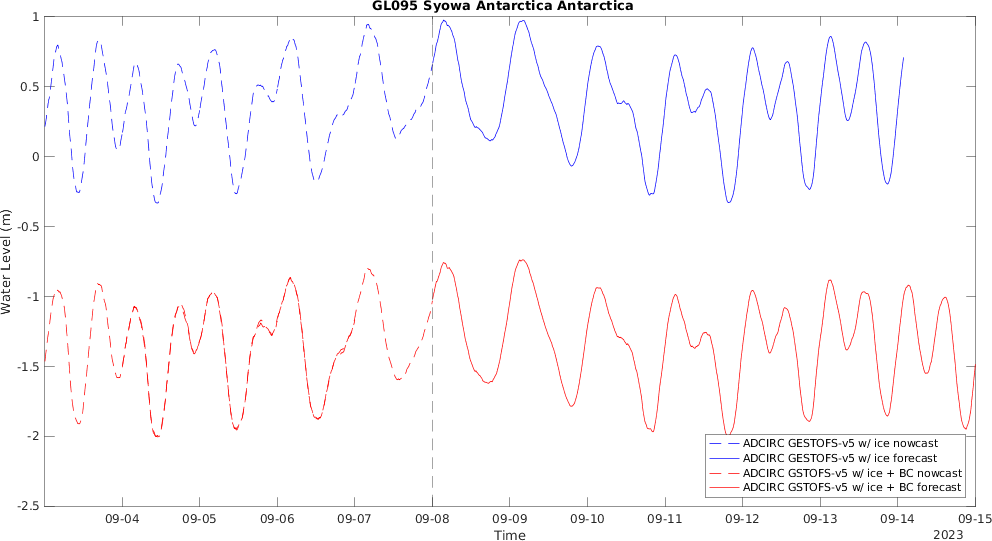 GL095 Syowa Antarctica Antarctica
1
0.5
0
-0.5
-1
-1.5
-2
-2.5
Water Level (m)
ADCIRC GESTOFS-v5 w/ ice nowcast
ADCIRC GESTOFS-v5 w/ ice forecast
ADCIRC GSTOFS-v5 w/ ice + BC nowcast
ADCIRC GSTOFS-v5 w/ ice + BC forecast
09-04 09-05 09-06 09-07 09-08 09-09 09-10 09-11 09-12 09-13 09-14 09-15
Time
2023